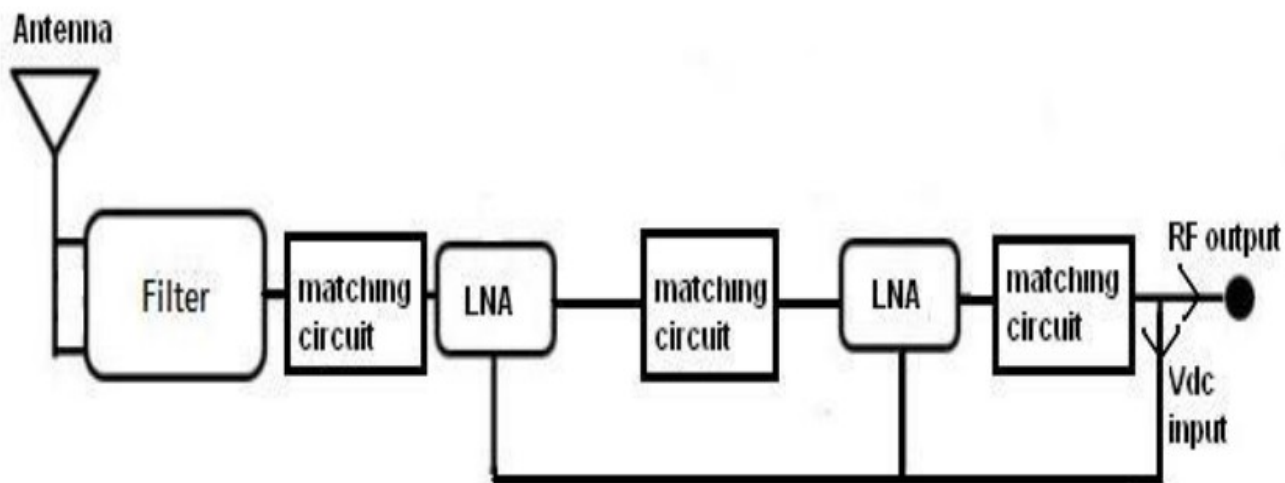 Antenna
Filter
matching
circuit
LNA
matching
circuit
LNA
matching
circuit
RF output
Vdc
input